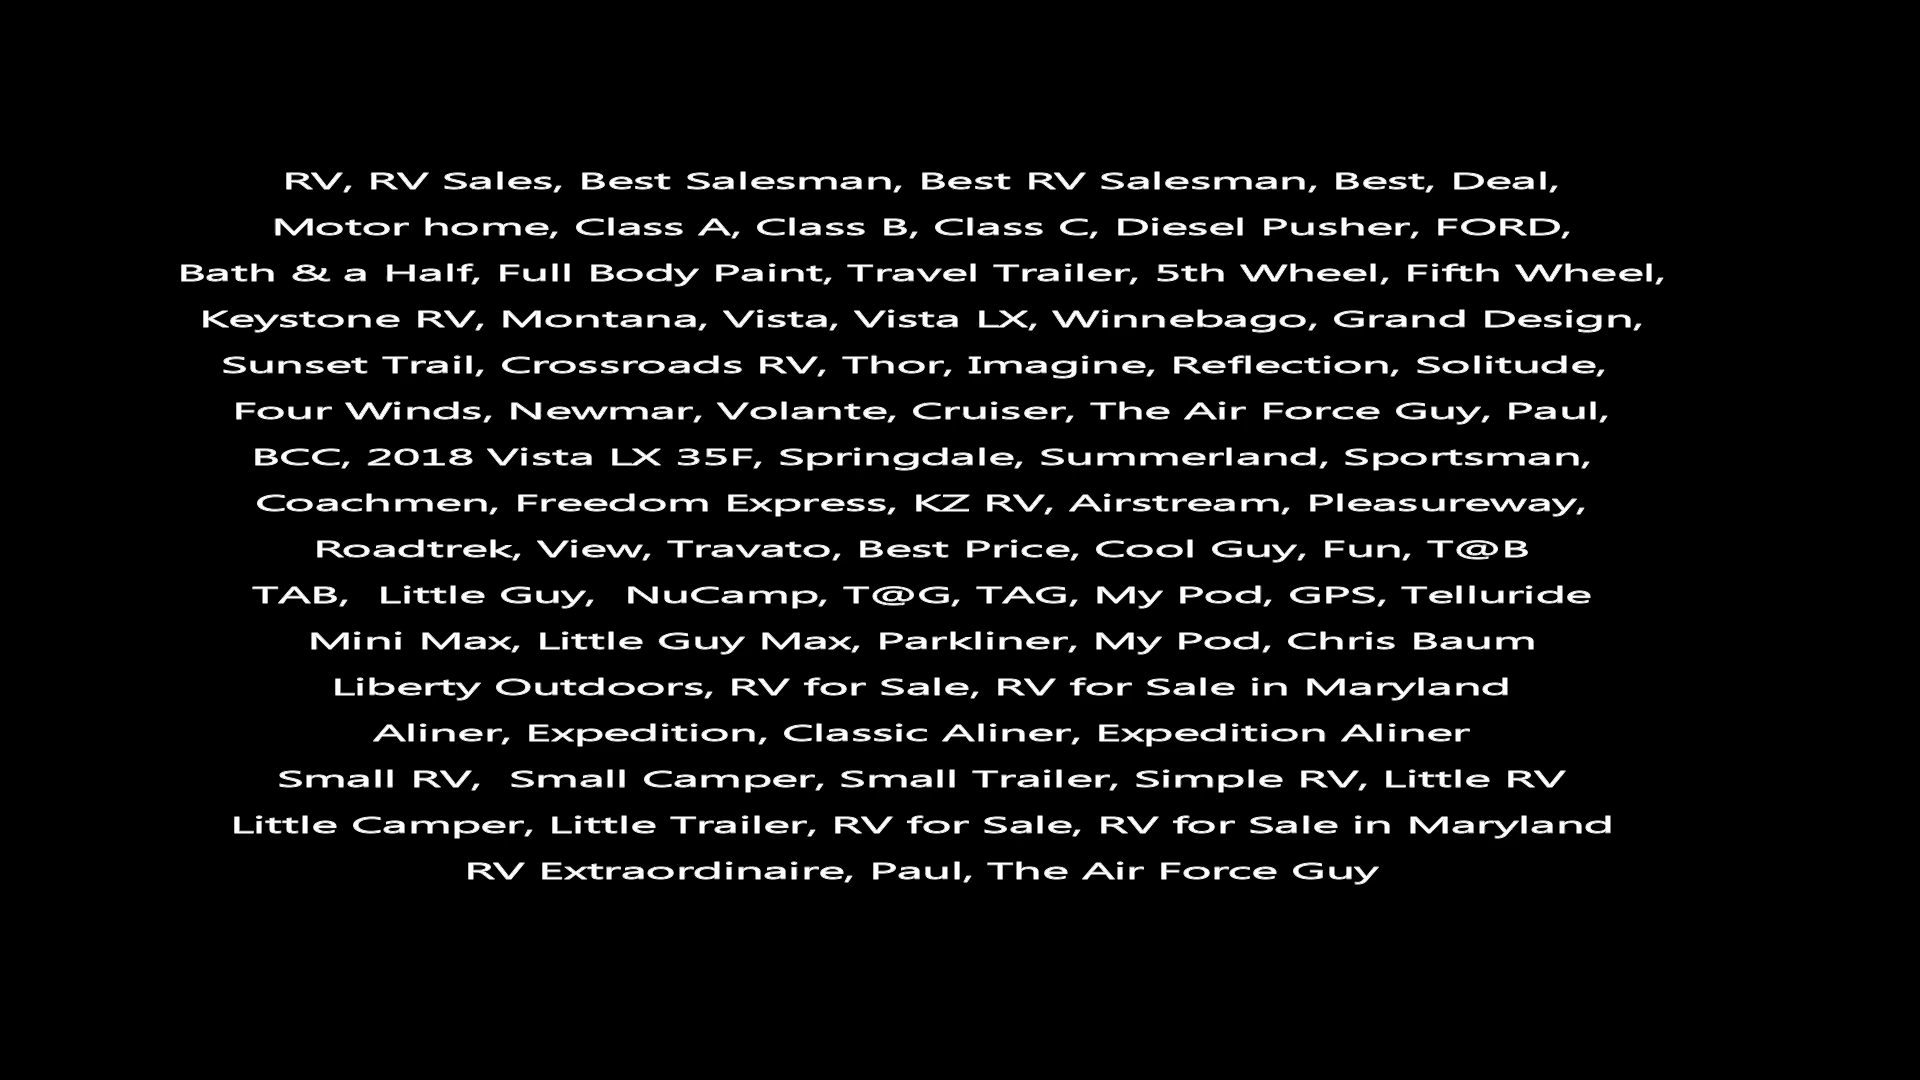 RV, RV Sales, Best Salesman, Best RV Salesman, Best, Deal,
Motor home, Class A, Class B, Class C, Diesel Pusher, FORD,
Bath & a Half, Full Body Paint, Travel Trailer, 5th Wheel, Fifth Wheel,
Keystone RV, Montana, Vista, Vista LX, Winnebago, Grand Design,
Sunset Trail, Crossroads RV, Thor, Imagine, Reflection, Solitude,
Four Winds, Newmar, Volante, Cruiser, The Air Force Guy, Paul,
BCC, 2018 Vista LX 35F, Springdale, Summerland, Sportsman,
Coachmen, Freedom Express, KZ RV, Airstream, Pleasureway,
Roadtrek, View, Travato, Best Price, Cool Guy, Fun, T@B
TAB,  Little Guy,  NuCamp, T@G, TAG, My Pod, GPS, Telluride
Mini Max, Little Guy Max, Parkliner, My Pod, Chris Baum
Liberty Outdoors, RV for Sale, RV for Sale in Maryland
Aliner, Expedition, Classic Aliner, Expedition Aliner
Small RV,  Small Camper, Small Trailer, Simple RV, Little RV
Little Camper, Little Trailer, RV for Sale, RV for Sale in Maryland
RV Extraordinaire, Paul, The Air Force Guy